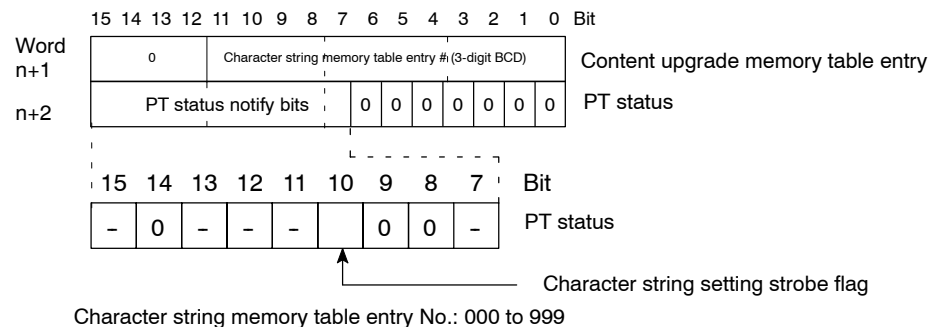 15 14 13 12 11 10 9 8 7 6 5 4 3 2 1 0 Bit
Word
n+1
0 Character string memory table entry # (3-digit BCD) Content upgrade memory table entry
n+2 PT status notify bits 0 0 0 0 0 0 0 PT status
15 14 13 12 11 10 9 8 7 Bit
- 0 - - - 0 0 - PT status
Character string setting strobe flag
Character string memory table entry No.: 000 to 999